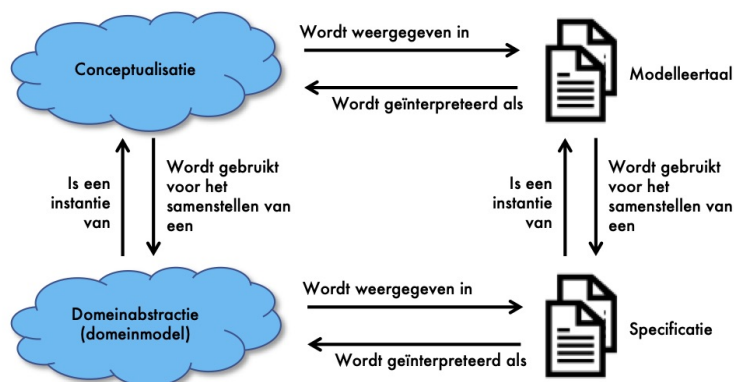 Wordt weergegeven in
Conceptualisatie
Modelleertaal
Wordt geïnterpreteerd als
Is een
instantie
van
Wordt gebruikt
voor het
samenstellen van
een
Is een
instantie
van
Wordt gebruikt
voor het
samenstellen van
een
Wordt weergegeven in
Domeinabstractie
(domeinmodel)
Specificatie
Wordt geïnterpreteerd als